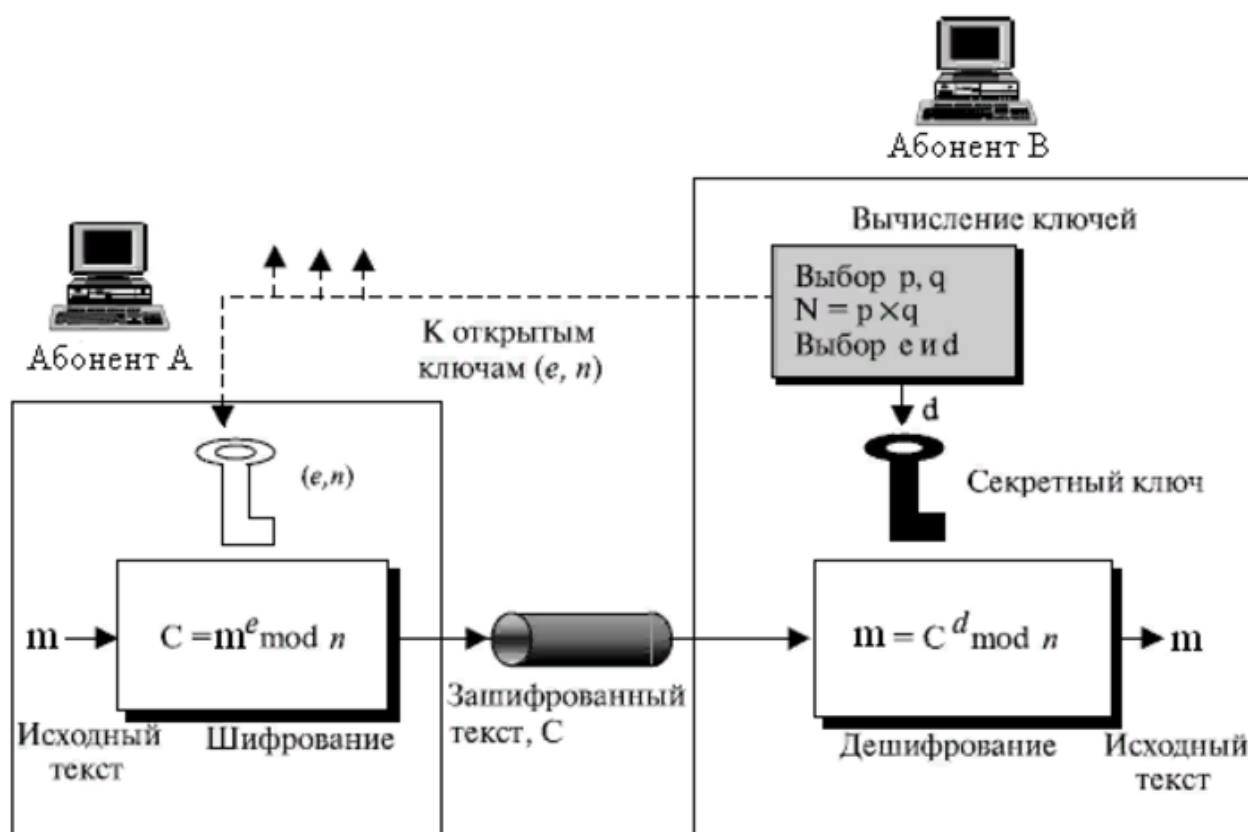 Абонент В
Вычисление ключей
Выбор p, q
N = p × q
Выбор e и d
Абонент А
К открытым
ключам (e, n)
d
(e,n)
Секретный ключ
m
C = m^e mod n
m = C^d mod n
m
Зашифрованный
текст, С
Исходный
текст
Шифрование
Дешифрование
Исходный
текст